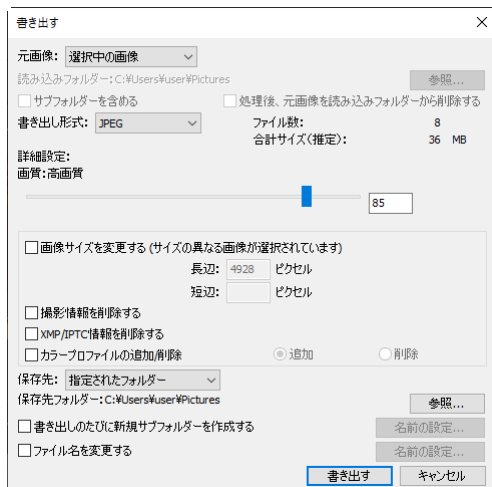 書き出す
元画像: 選択中の画像
読み込みフォルダー: C:¥Users¥user¥Pictures 参照...
サブフォルダーを含める 処理後、元画像を読み込みフォルダーから削除する
書き出し形式: JPEG ファイル数: 8
合計サイズ(推定): 36 MB
詳細設定:
画質:高画質
85
画像サイズを変更する (サイズの異なる画像が選択されています)
長辺: 4928 ピクセル
短辺: ピクセル
撮影情報を削除する
XMP/IPTC情報を削除する
カラープロファイルの追加/削除 追加 削除
保存先: 指定されたフォルダー
保存先フォルダー: C:¥Users¥user¥Pictures 参照...
書き出しのたびに新規サブフォルダーを作成する 名前の設定...
ファイル名を変更する 名前の設定...
書き出す キャンセル